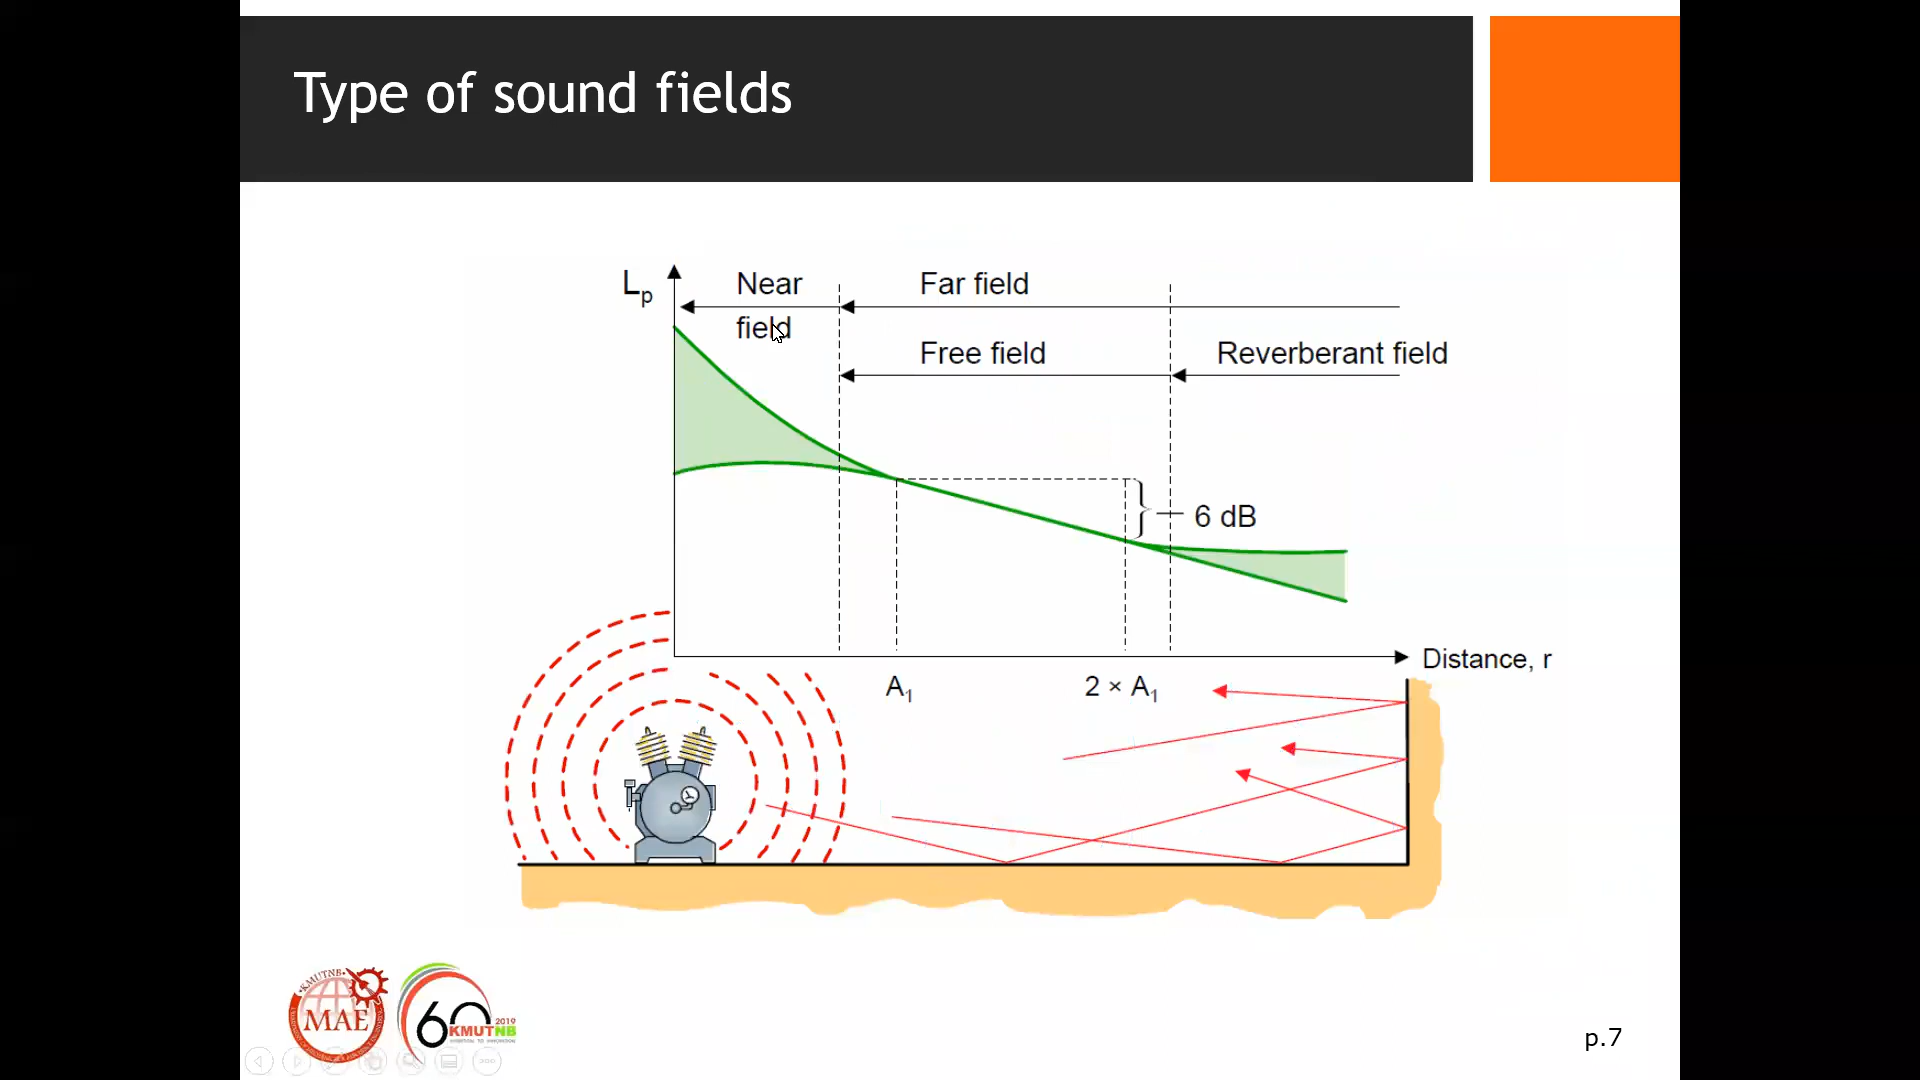 Type of sound fields
Lp
Near
field
Far field
Free field
Reverberant field
6 dB
Distance, r
A1
2 × A1
•KMUTNB•
MAE
60
2019
KMUTNB
p.7